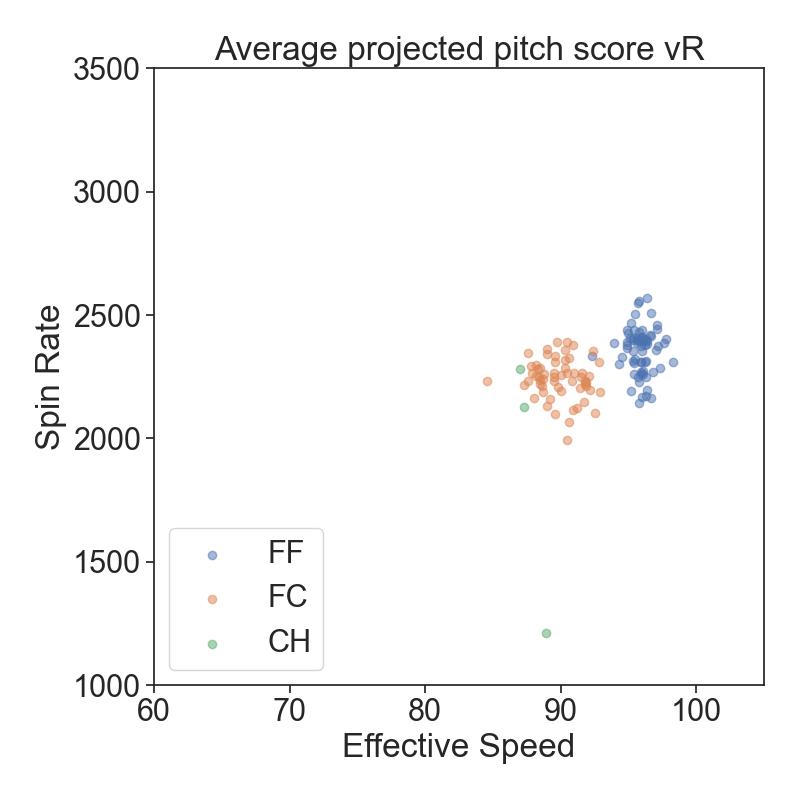 Average projected pitch score vR
3500
3000
2500
2000
1500
1000
Spin Rate
FF
FC
CH
60 70 80 90 100
Effective Speed